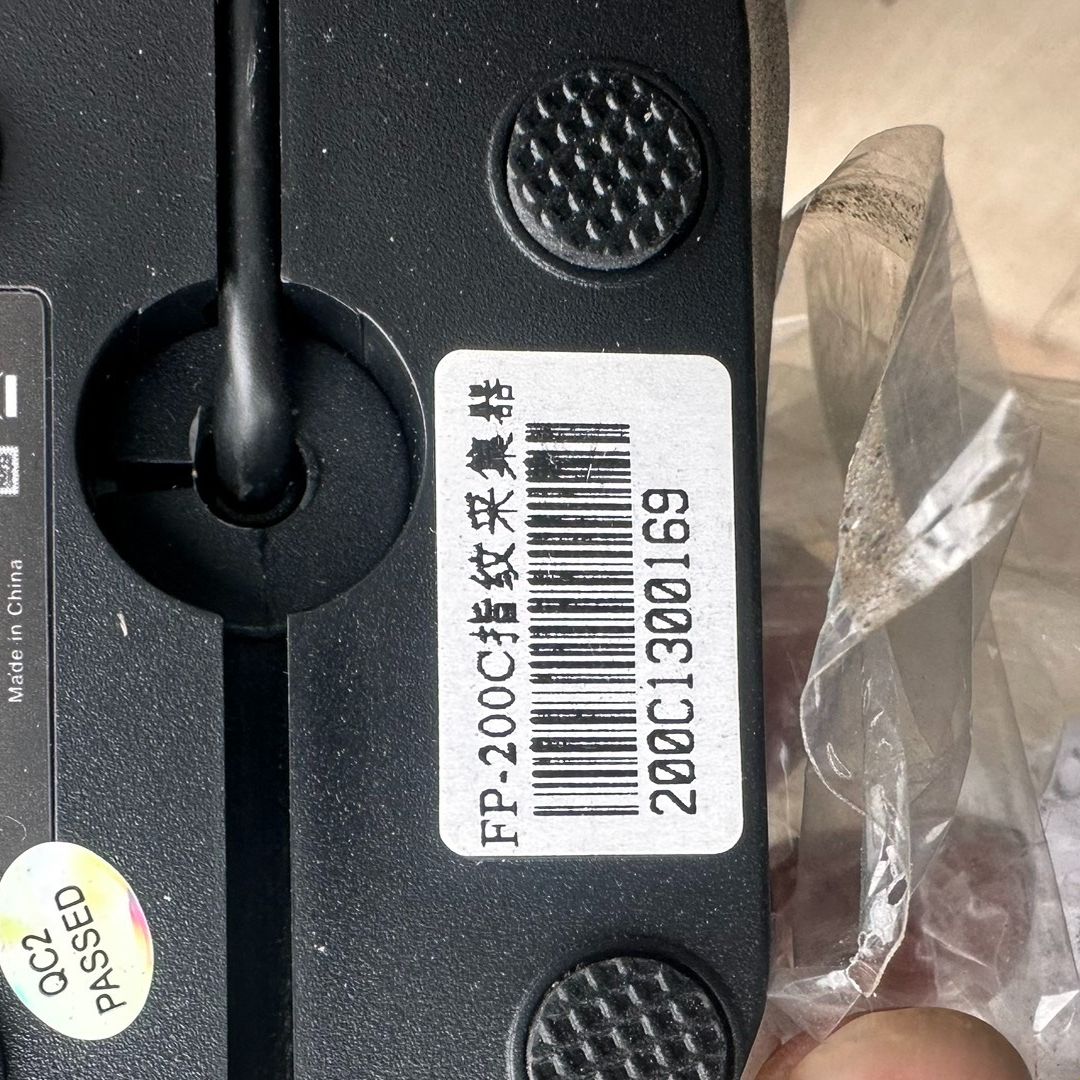 Made in China
QC2
PASSED
FP-200C指纹采集器
200C1300169